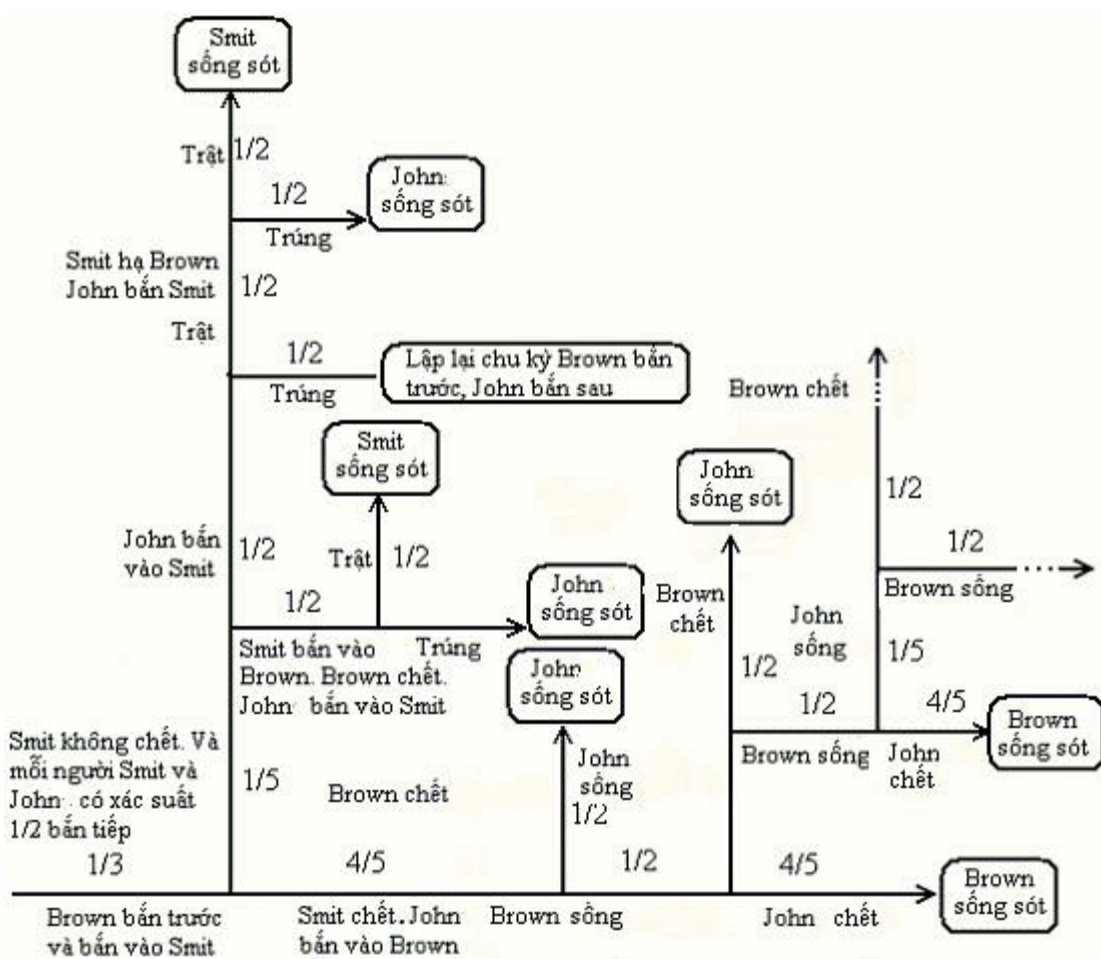 Smit
sống sót
Trật 1/2
1/2
John
sống sót
Trúng
Smit hạ Brown
John bắn Smit
1/2
Trật
1/2
Trúng
Lập lại chu kỳ Brown bắn
trước, John bắn sau
Brown chết
Smit
sống sót
John
sống sót
1/2
1/2
Brown sống
John bắn
vào Smit
1/2
Trật
1/2
1/2
John
sống sót
Trúng
Brown
chết
Smit bắn vào
Brown. Brown chết.
John bắn vào Smit
John
sống sót
John
sống
1/2
1/5
1/2
4/5
Brown sống
John
chết
Brown
sống sót
Smit không chết. Và
mỗi người Smit và
John có xác suất
1/2 bắn tiếp
1/5
Brown chết
John
sống
1/2
1/3
4/5
1/2
4/5
Brown
sống sót
Brown bắn trước
và bắn vào Smit
Smit chết. John
bắn vào Brown
Brown sông
John chết